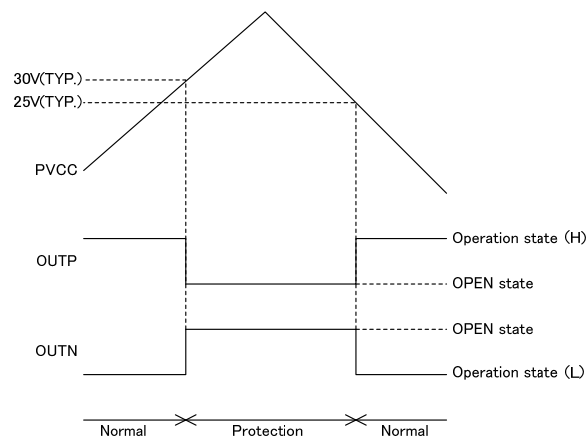 30V(TYP.)
25V(TYP.)
PVCC
OUTP
Operation state (H)
OPEN state
OPEN state
OUTN
Operation state (L)
Normal
Protection
Normal